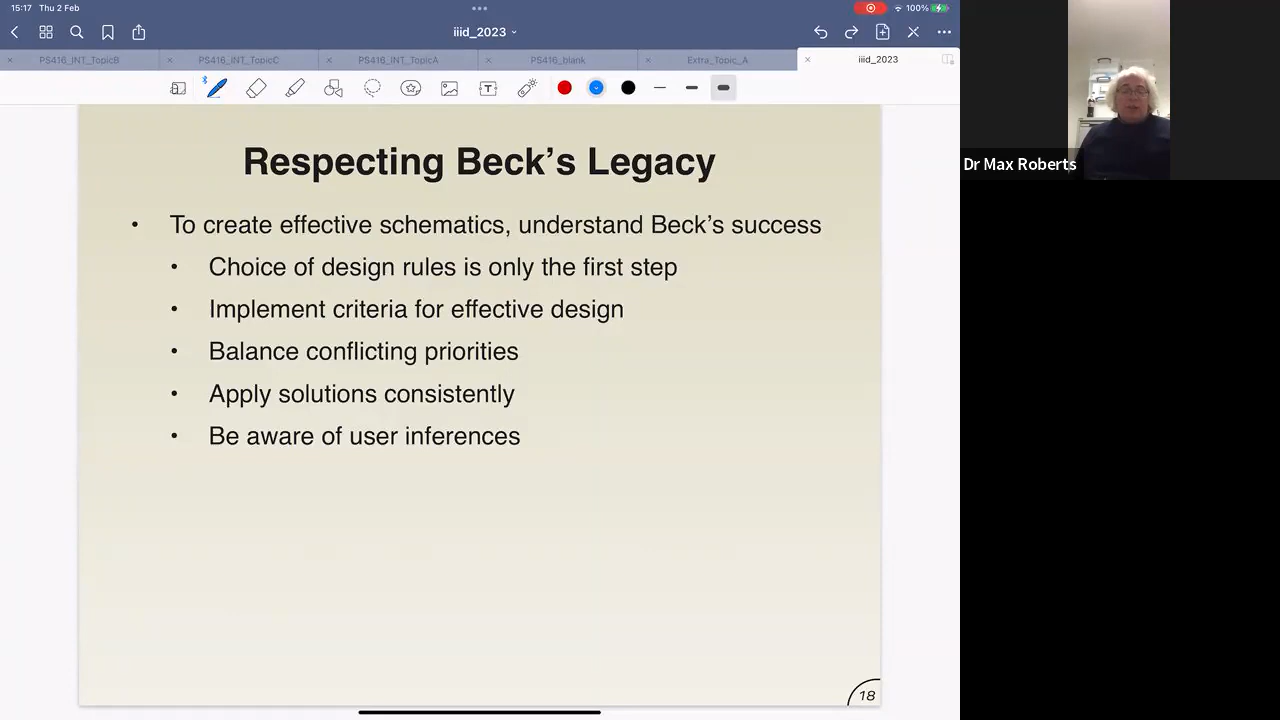 15:17 Thu 2 Feb
100%
iiid_2023
PS416_INT_TopicB
PS416_INT_TopicC
PS416_INT_TopicA
PS416_blank
Extra_Topic_A
iiid_2023
T
Respecting Beck’s Legacy
• To create effective schematics, understand Beck’s success
• Choice of design rules is only the first step
• Implement criteria for effective design
• Balance conflicting priorities
• Apply solutions consistently
• Be aware of user inferences
18
Dr Max Roberts